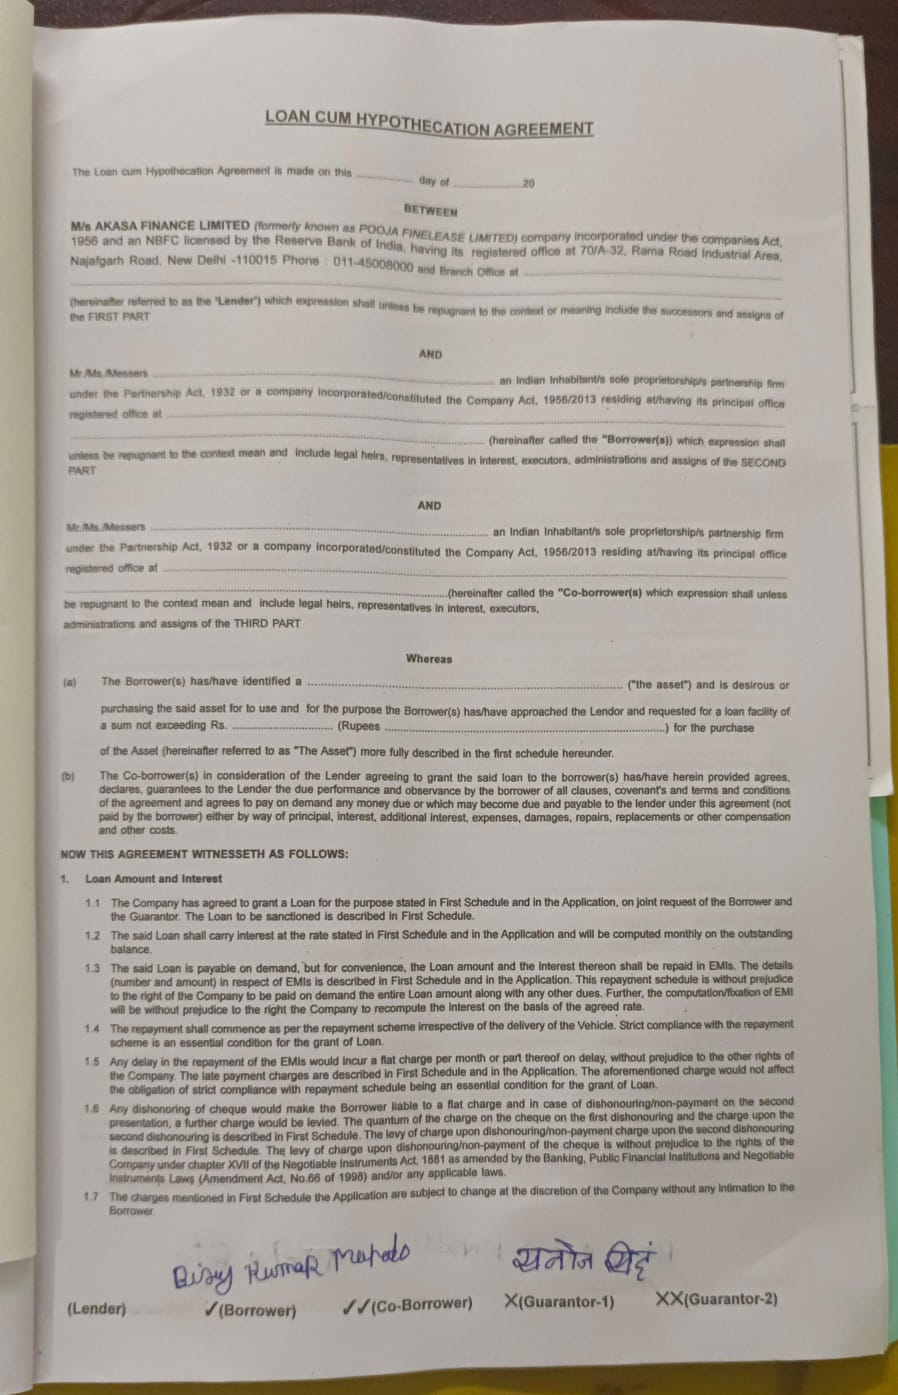 LOAN CUM HYPOTHECATION AGREEMENT
The Loan cum Hypothecation Agreement is made on this ................ day of ...................20
BETWEEN
M/s AKASA FINANCE LIMITED (formerly known as POOJA FINELEASE LIMITED) company incorporated under the companies Act,
1956 and an NBFC licensed by the Reserve Bank of India, having its registered office at 70/A-32, Rama Road Industrial Area,
Najafgarh Road, New Delhi -110015 Phone : 011-45008000 and Branch Office at ................
(hereinafter referred to as the "Lender") which expression shall unless be repugnant to the context or meaning include the successors and assigns of
the FIRST PART
AND
Mr./Ms./Messers ................ an Indian Inhabitant/s sole proprietorship/s partnership firm
under the Partnership Act, 1932 or a company incorporated/constituted the Company Act, 1956/2013 residing at/having its principal office
registered office at ................
................ (hereinafter called the "Borrower(s)) which expression shall
unless be repugnant to the context mean and include legal heirs, representatives in interest, executors, administrations and assigns of the SECOND
PART
AND
Mr./Ms./Messers ................ an Indian Inhabitant/s sole proprietorship/s partnership firm
under the Partnership Act, 1932 or a company incorporated/constituted the Company Act, 1956/2013 residing at/having its principal office
registered office at ................
................(hereinafter called the "Co-borrower(s) which expression shall unless
be repugnant to the context mean and include legal heirs, representatives in interest, executors,
administrations and assigns of the THIRD PART
Whereas
(a) The Borrower(s) has/have identified a ................ ("the asset") and is desirous or
purchasing the said asset for to use and for the purpose the Borrower(s) has/have approached the Lendor and requested for a loan facility of
a sum not exceeding Rs. ................ (Rupees ................) for the purchase
of the Asset (hereinafter referred to as "The Asset") more fully described in the first schedule hereunder.
(b) The Co-borrower(s) in consideration of the Lender agreeing to grant the said loan to the borrower(s) has/have herein provided agrees,
declares, guarantees to the Lender the due performance and observance by the borrower of all clauses, covenant's and terms and conditions
of the agreement and agrees to pay on demand any money due or which may become due and payable to the lender under this agreement (not
paid by the borrower) either by way of principal, interest, additional interest, expenses, damages, repairs, replacements or other compensation
and other costs.
NOW THIS AGREEMENT WITNESSETH AS FOLLOWS:
1. Loan Amount and Interest
1.1 The Company has agreed to grant a Loan for the purpose stated in First Schedule and in the Application, on joint request of the Borrower and
the Guarantor. The Loan to be sanctioned is described in First Schedule.
1.2 The said Loan shall carry interest at the rate stated in First Schedule and in the Application and will be computed monthly on the outstanding
balance.
1.3 The said Loan is payable on demand, but for convenience, the Loan amount and the interest thereon shall be repaid in EMIs. The details
(number and amount) in respect of EMIs is described in First Schedule and in the Application. This repayment schedule is without prejudice
to the right of the Company to be paid on demand the entire Loan amount along with any other dues. Further, the computation/fixation of EMI
will be without prejudice to the right the Company to recompute the interest on the basis of the agreed rate.
1.4 The repayment shall commence as per the repayment scheme irrespective of the delivery of the Vehicle. Strict compliance with the repayment
scheme is an essential condition for the grant of Loan.
1.5 Any delay in the repayment of the EMIs would incur a flat charge per month or part thereof on delay, without prejudice to the other rights of
the Company. The late payment charges are described in First Schedule and in the Application. The aforementioned charge would not affect
the obligation of strict compliance with repayment schedule being an essential condition for the grant of Loan.
1.6 Any dishonoring of cheque would make the Borrower liable to a flat charge and in case of dishonouring/non-payment on the second
presentation, a further charge would be levied. The quantum of the charge on the cheque on the first dishonouring and the charge upon the
second dishonouring is described in First Schedule. The levy of charge upon dishonouring/non-payment charge upon the second dishonouring
is described in First Schedule. The levy of charge upon dishonouring/non-payment of the cheque is without prejudice to the rights of the
Company under chapter XVII of the Negotiable Instruments Act, 1881 as amended by the Banking, Public Financial Institutions and Negotiable
Instruments Laws (Amendment Act, No.66 of 1998) and/or any applicable laws.
1.7 The charges mentioned in First Schedule the Application are subject to change at the discretion of the Company without any intimation to the
Borrower.
Kumar Mahato सनोज सिहं
(Lender) ✓(Borrower) ✓✓(Co-Borrower) X(Guarantor-1) XX(Guarantor-2)